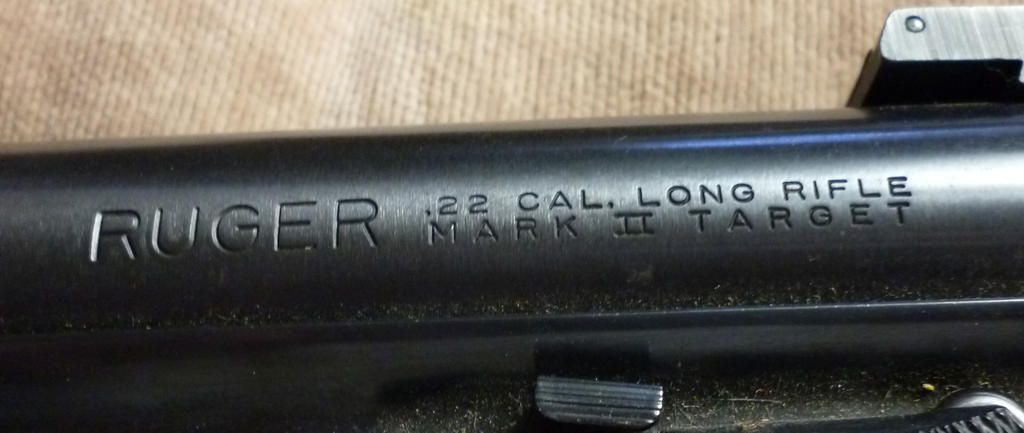 RUGER
.22 CAL. LONG RIFLE
MARK II TARGET